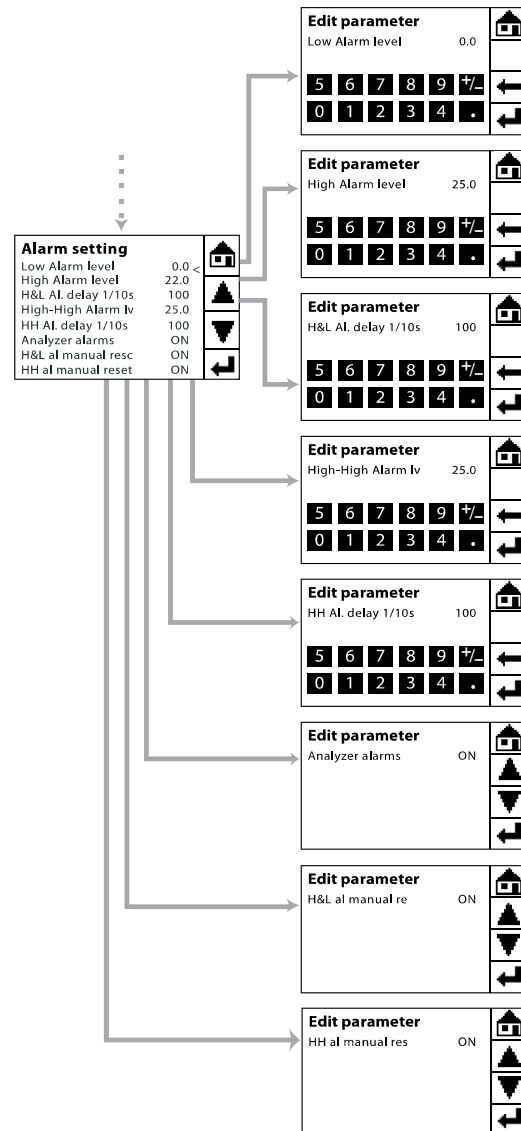 Alarm setting
Low Alarm level 0.0 <
High Alarm level 22.0
H&L Al. delay 1/10s 100
High-High Alarm lv 25.0
HH Al. delay 1/10s 100
Analyzer alarms ON
H&L al manual resc ON
HH al manual reset ON
Edit parameter
Low Alarm level 0.0
5 6 7 8 9 +/-
0 1 2 3 4 .
Edit parameter
High Alarm level 25.0
5 6 7 8 9 +/-
0 1 2 3 4 .
Edit parameter
H&L Al. delay 1/10s 100
5 6 7 8 9 +/-
0 1 2 3 4 .
Edit parameter
High-High Alarm lv 25.0
5 6 7 8 9 +/-
0 1 2 3 4 .
Edit parameter
HH Al. delay 1/10s 100
5 6 7 8 9 +/-
0 1 2 3 4 .
Edit parameter
Analyzer alarms ON
Edit parameter
H&L al manual re ON
Edit parameter
HH al manual res ON